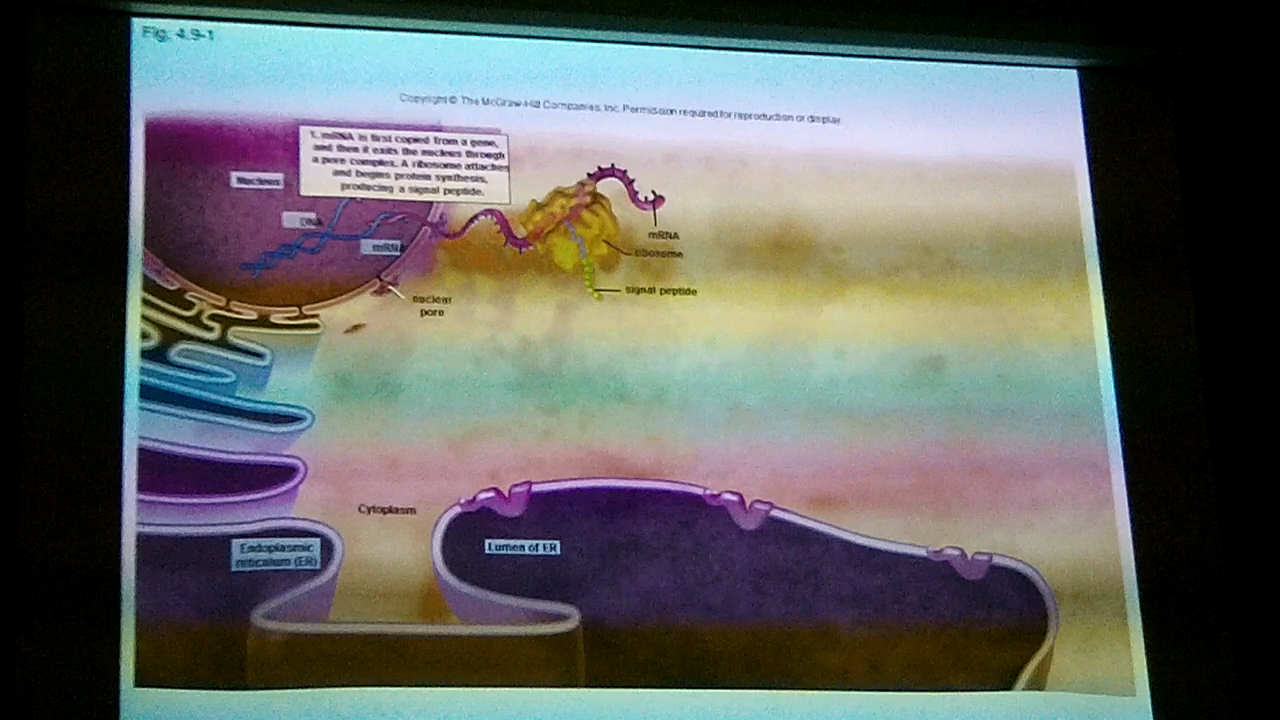 Fig. 4.9-1
Copyright © The McGraw-Hill Companies, Inc. Permission required for reproduction or display
1. mRNA is first copied from a gene,
and then it exits the nucleus through
a pore complex. A ribosome attaches
and begins protein synthesis,
producing a signal peptide.
Nucleus
DNA
mRNA
mRNA
ribosome
signal peptide
nuclear
pore
Cytoplasm
Endoplasmic
reticulum (ER)
Lumen of ER